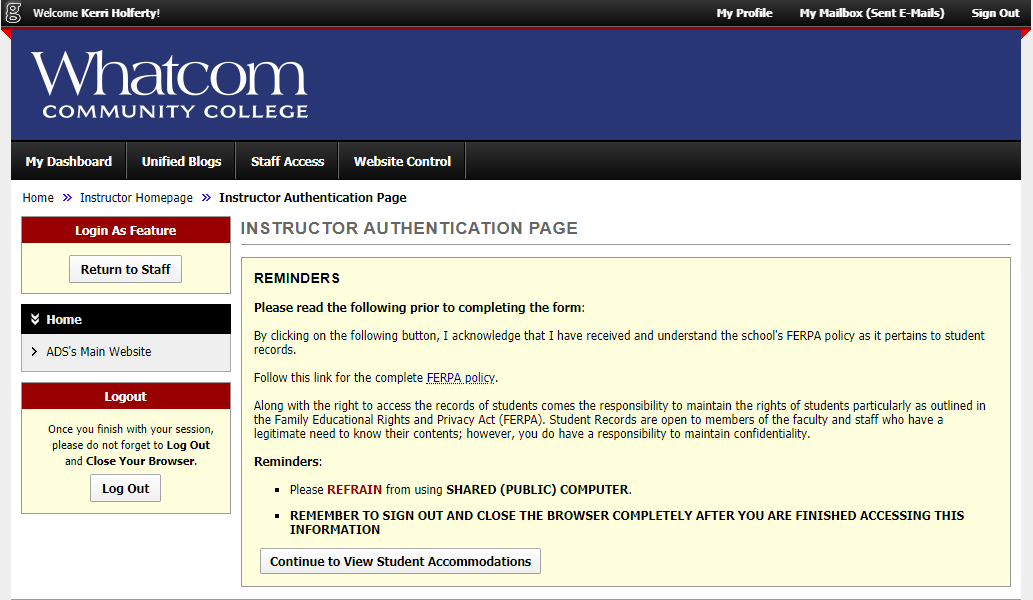 Welcome Kerri Holferty!
My Profile My Mailbox (Sent E-Mails) Sign Out
Whatcom
COMMUNITY COLLEGE
My Dashboard Unified Blogs Staff Access Website Control
Home » Instructor Homepage » Instructor Authentication Page
Login As Feature
Return to Staff
Home
ADS's Main Website
Logout
Once you finish with your session,
please do not forget to Log Out
and Close Your Browser.
Log Out
INSTRUCTOR AUTHENTICATION PAGE
REMINDERS
Please read the following prior to completing the form:
By clicking on the following button, I acknowledge that I have received and understand the school's FERPA policy as it pertains to student
records.
Follow this link for the complete FERPA policy.
Along with the right to access the records of students comes the responsibility to maintain the rights of students particularly as outlined in
the Family Educational Rights and Privacy Act (FERPA). Student Records are open to members of the faculty and staff who have a
legitimate need to know their contents; however, you do have a responsibility to maintain confidentiality.
Reminders:
Please REFRAIN from using SHARED (PUBLIC) COMPUTER.
REMEMBER TO SIGN OUT AND CLOSE THE BROWSER COMPLETELY AFTER YOU ARE FINISHED ACCESSING THIS
INFORMATION
Continue to View Student Accommodations